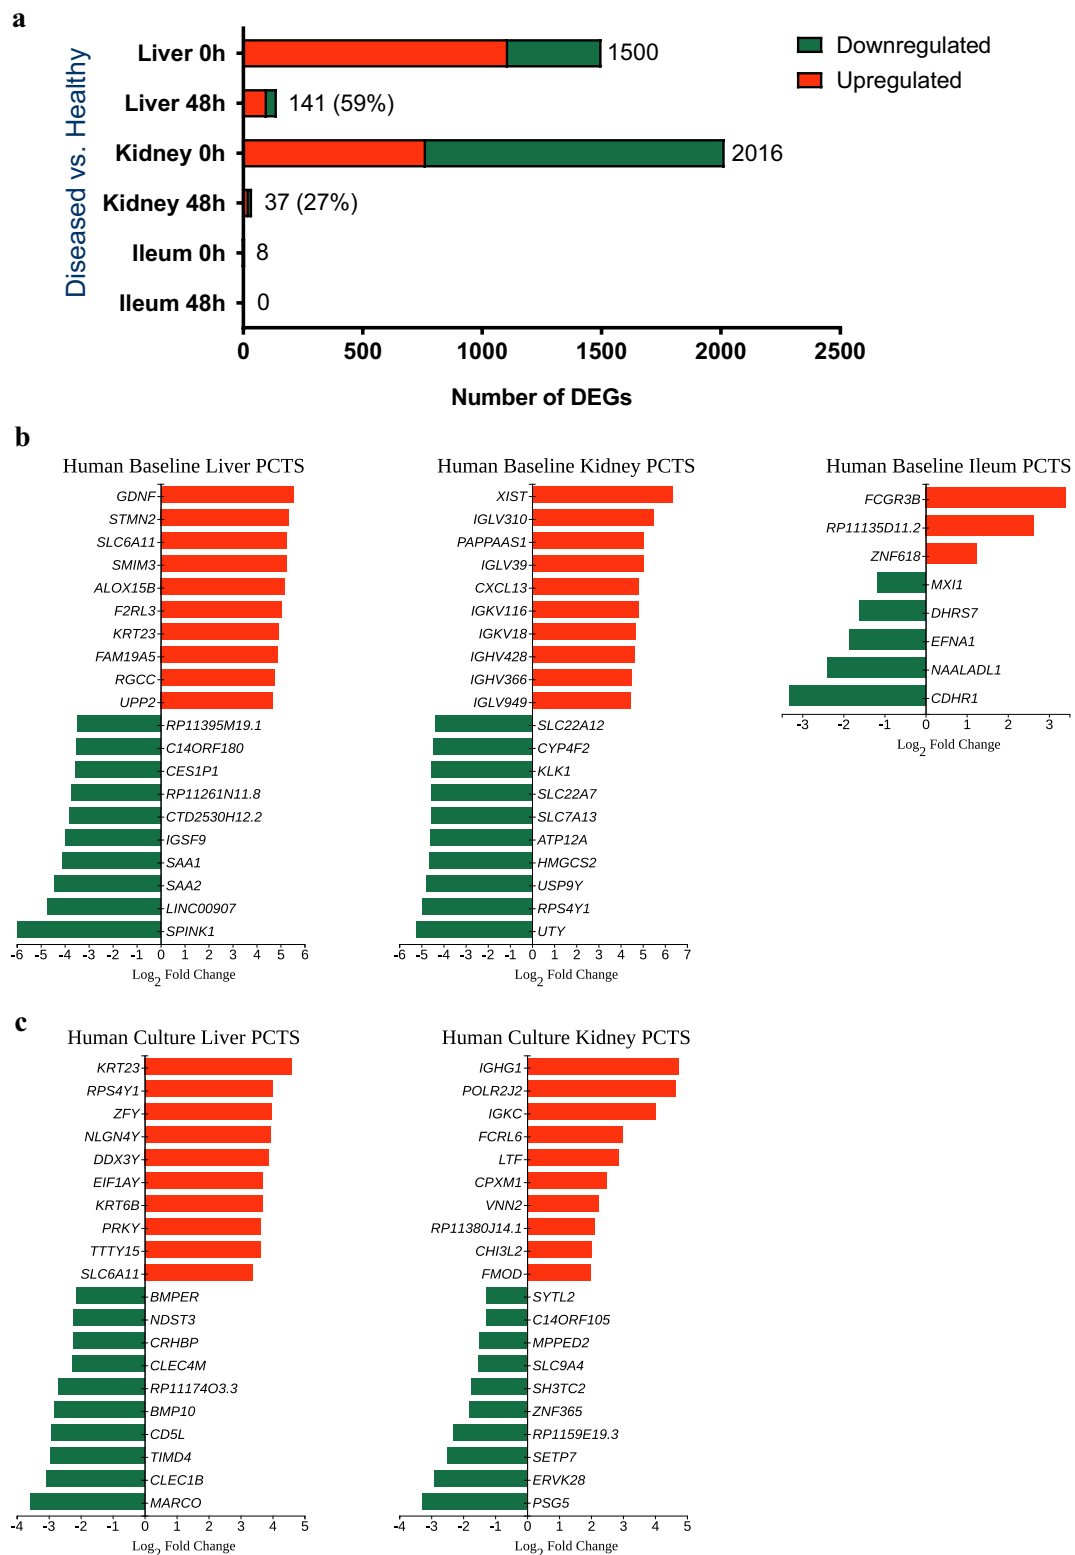 a
Diseased vs. Healthy
Liver 0h
1500
Liver 48h
141 (59%)
Kidney 0h
2016
Kidney 48h
37 (27%)
Ileum 0h
8
Ileum 48h
0
Downregulated
Upregulated
0 500 1000 1500 2000 2500
Number of DEGs
b
Human Baseline Liver PCTS
GDNF
STMN2
SLC6A11
SMIM3
ALOX15B
F2RL3
KRT23
FAM19A5
RGCC
UPP2
RP11395M19.1
C14ORF180
CES1P1
RP11261N11.8
CTD2530H12.2
IGSF9
SAA1
SAA2
LINC00907
SPINK1
-6 -5 -4 -3 -2 -1 0 1 2 3 4 5 6
Log2 Fold Change
Human Baseline Kidney PCTS
XIST
IGLV310
PAPPAAS1
IGLV39
CXCL13
IGKV116
IGKV18
IGHV428
IGHV366
IGLV949
SLC22A12
CYP4F2
KLK1
SLC22A7
SLC7A13
ATP12A
HMGCS2
USP9Y
RPS4Y1
UTY
-6 -5 -4 -3 -2 -1 0 1 2 3 4 5 6 7
Log2 Fold Change
Human Baseline Ileum PCTS
FCGR3B
RP11135D11.2
ZNF618
MXI1
DHRS7
EFNA1
NAALADL1
CDHR1
-3 -2 -1 0 1 2 3
Log2 Fold Change
c
Human Culture Liver PCTS
KRT23
RPS4Y1
ZFY
NLGN4Y
DDX3Y
EIF1AY
KRT6B
PRKY
TTTY15
SLC6A11
BMPER
NDST3
CRHBP
CLEC4M
RP11174O3.3
BMP10
CD5L
TIMD4
CLEC1B
MARCO
-4 -3 -2 -1 0 1 2 3 4 5
Log2 Fold Change
Human Culture Kidney PCTS
IGHG1
POLR2J2
IGKC
FCRL6
LTF
CPXM1
VNN2
RP11380J14.1
CHI3L2
FMOD
SYTL2
C14ORF105
MPPED2
SLC9A4
SH3TC2
ZNF365
RP1159E19.3
SETP7
ERVK28
PSG5
-4 -3 -2 -1 0 1 2 3 4 5
Log2 Fold Change